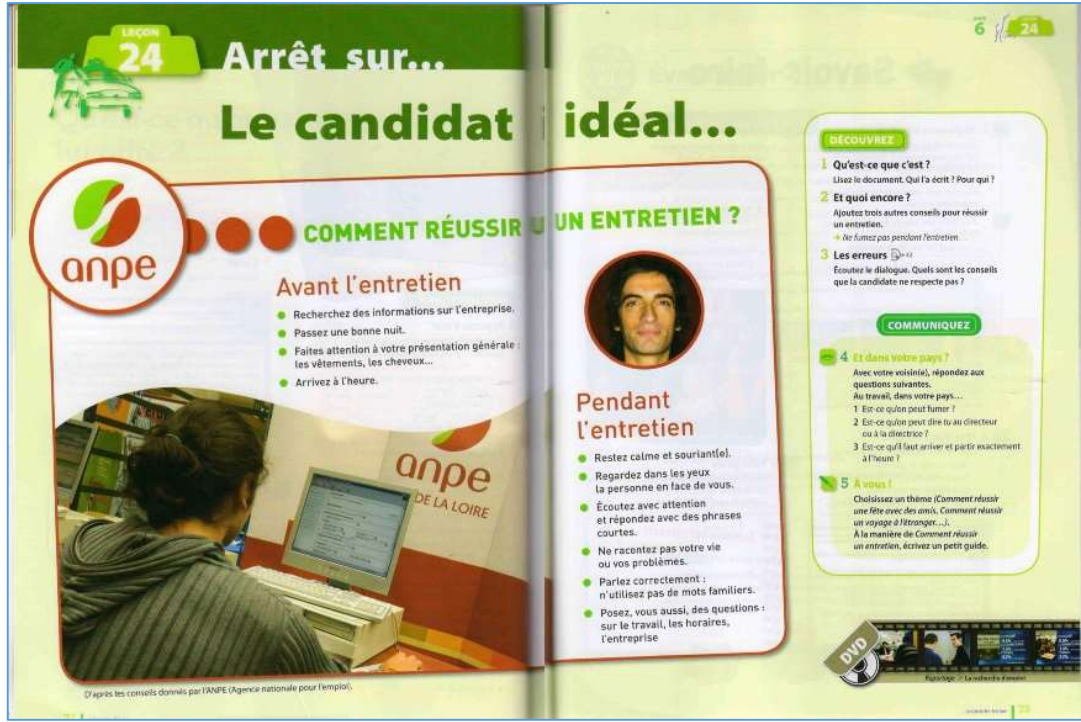 LEÇON
24
Arrêt sur...
Le candidat idéal...
anpe
COMMENT RÉUSSIR UN ENTRETIEN ?
Avant l'entretien
Recherchez des informations sur l'entreprise.
Passez une bonne nuit.
Faites attention à votre présentation générale :
les vêtements, les cheveux...
Arrivez à l'heure.
anpe
DE LA LOIRE
Pendant
l'entretien
Restez calme et souriant(e).
Regardez dans les yeux
la personne en face de vous.
Écoutez avec attention
et répondez avec des phrases
courtes.
Ne racontez pas votre vie
ou vos problèmes.
Parlez correctement :
n'utilisez pas de mots familiers.
Posez, vous aussi, des questions :
sur le travail, les horaires,
l'entreprise
D'après les conseils donnés par l'ANPE (Agence nationale pour l'emploi).
6
24
DÉCOUVREZ
1 Qu'est-ce que c'est ?
Lisez le document. Qui l'a écrit ? Pour qui ?
2 Et quoi encore ?
Ajoutez trois autres conseils pour réussir
un entretien.
→ Ne fumez pas pendant l'entretien.
3 Les erreurs
Écoutez le dialogue. Quels sont les conseils
que la candidate ne respecte pas ?
COMMUNIQUEZ
4 Et dans votre pays ?
Avec votre voisin(e), répondez aux
questions suivantes.
Au travail, dans votre pays...
1 Est-ce qu'on peut fumer ?
2 Est-ce qu'on peut dire tu au directeur
ou à la directrice ?
3 Est-ce qu'il faut arriver et partir exactement
à l'heure ?
5 À vous !
Choisissez un thème (Comment réussir
une fête avec des amis, Comment réussir
un voyage à l'étranger...).
À la manière de Comment réussir
un entretien, écrivez un petit guide.
DVD
Reportage > La recherche d'emploi